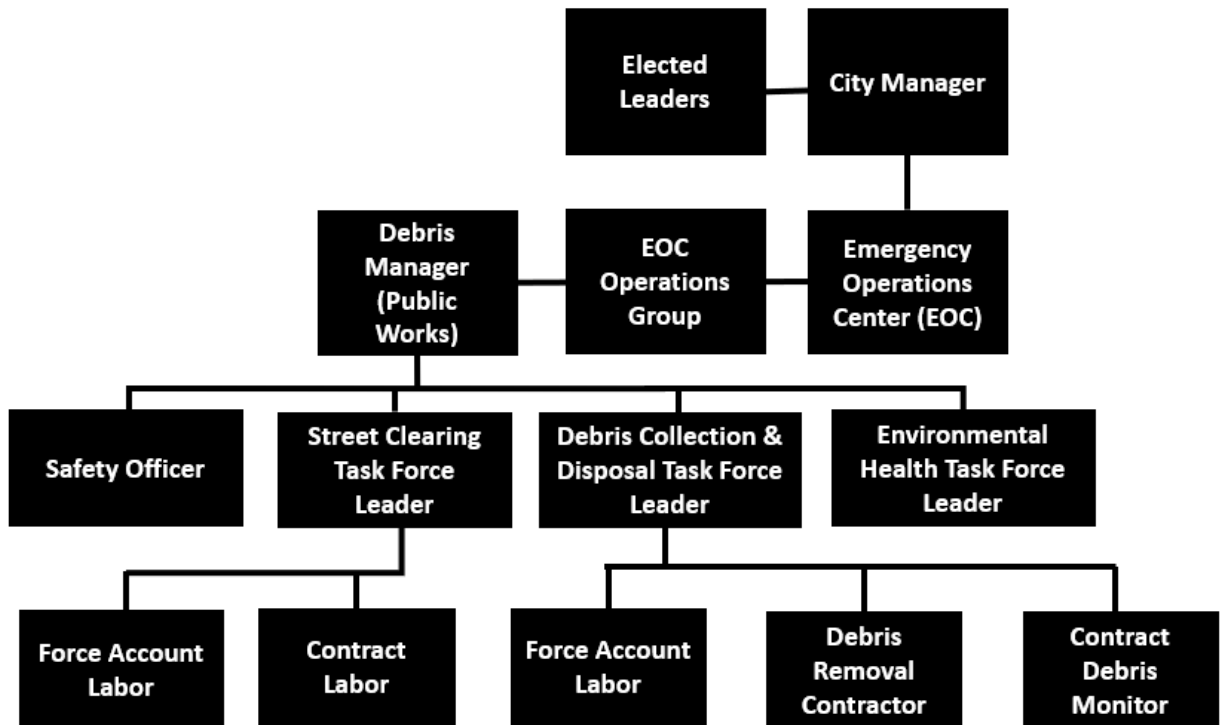 Elected
Leaders
City Manager
Debris
Manager
(Public
Works)
EOC
Operations
Group
Emergency
Operations
Center (EOC)
Safety Officer
Street Clearing
Task Force
Leader
Debris Collection &
Disposal Task Force
Leader
Environmental
Health Task Force
Leader
Force Account
Labor
Contract
Labor
Force Account
Labor
Debris
Removal
Contractor
Contract
Debris
Monitor